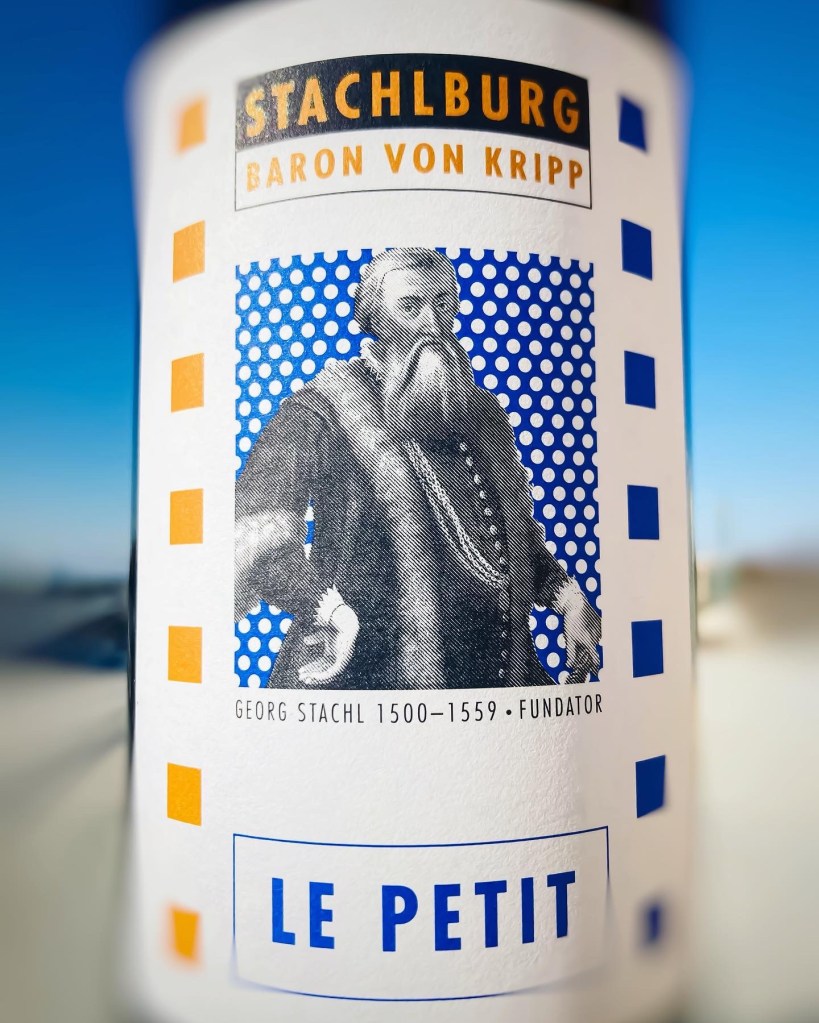 STACHLBURG
BARON VON KRIPP
GEORG STACHL 1500–1559 • FUNDATOR
LE PETIT